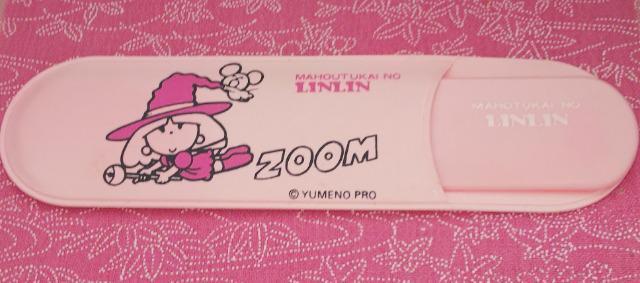 MAHOUTUKAI NO
LINLIN
MAHOUTUKAI NO
LINLIN
ZOOM
© YUMENO PRO